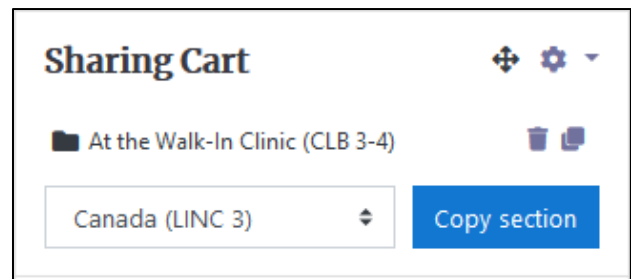 Sharing Cart
At the Walk-In Clinic (CLB 3-4)
Canada (LINC 3)
Copy section